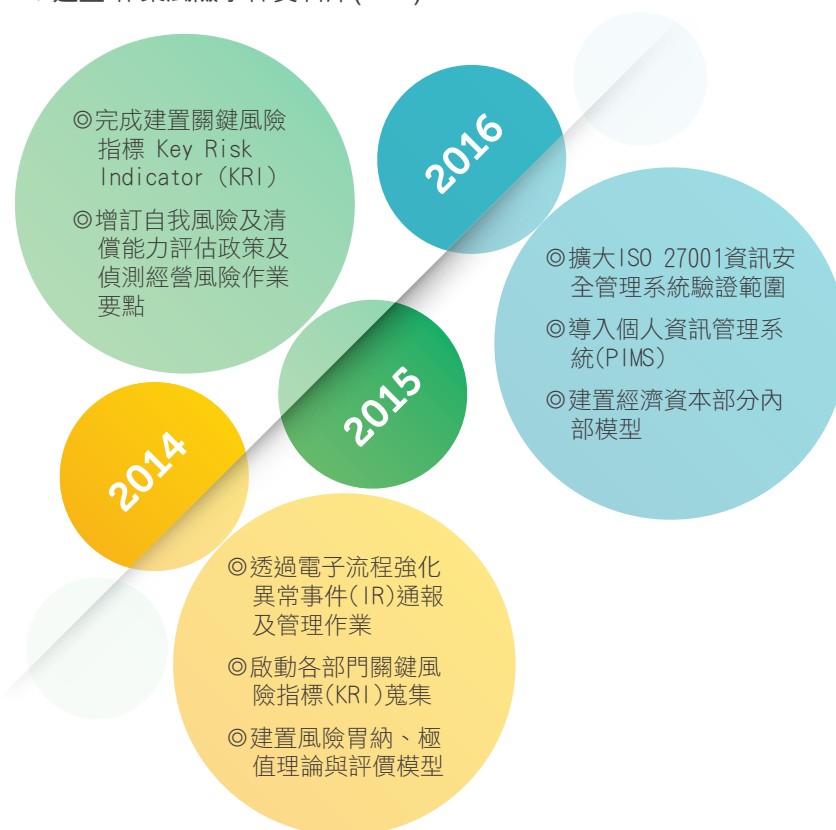 ◎完成建置關鍵風險
指標 Key Risk
Indicator (KRI)
◎增訂自我風險及清
償能力評估政策及
偵測經營風險作業
要點
2016
◎擴大ISO 27001資訊安
全管理系統驗證範圍
◎導入個人資訊管理系
統(PIMS)
◎建置經濟資本部分內
部模型
2015
2014
◎透過電子流程強化
異常事件(IR)通報
及管理作業
◎啟動各部門關鍵風
險指標(KRI)蒐集
◎建置風險胃納、極
值理論與評價模型